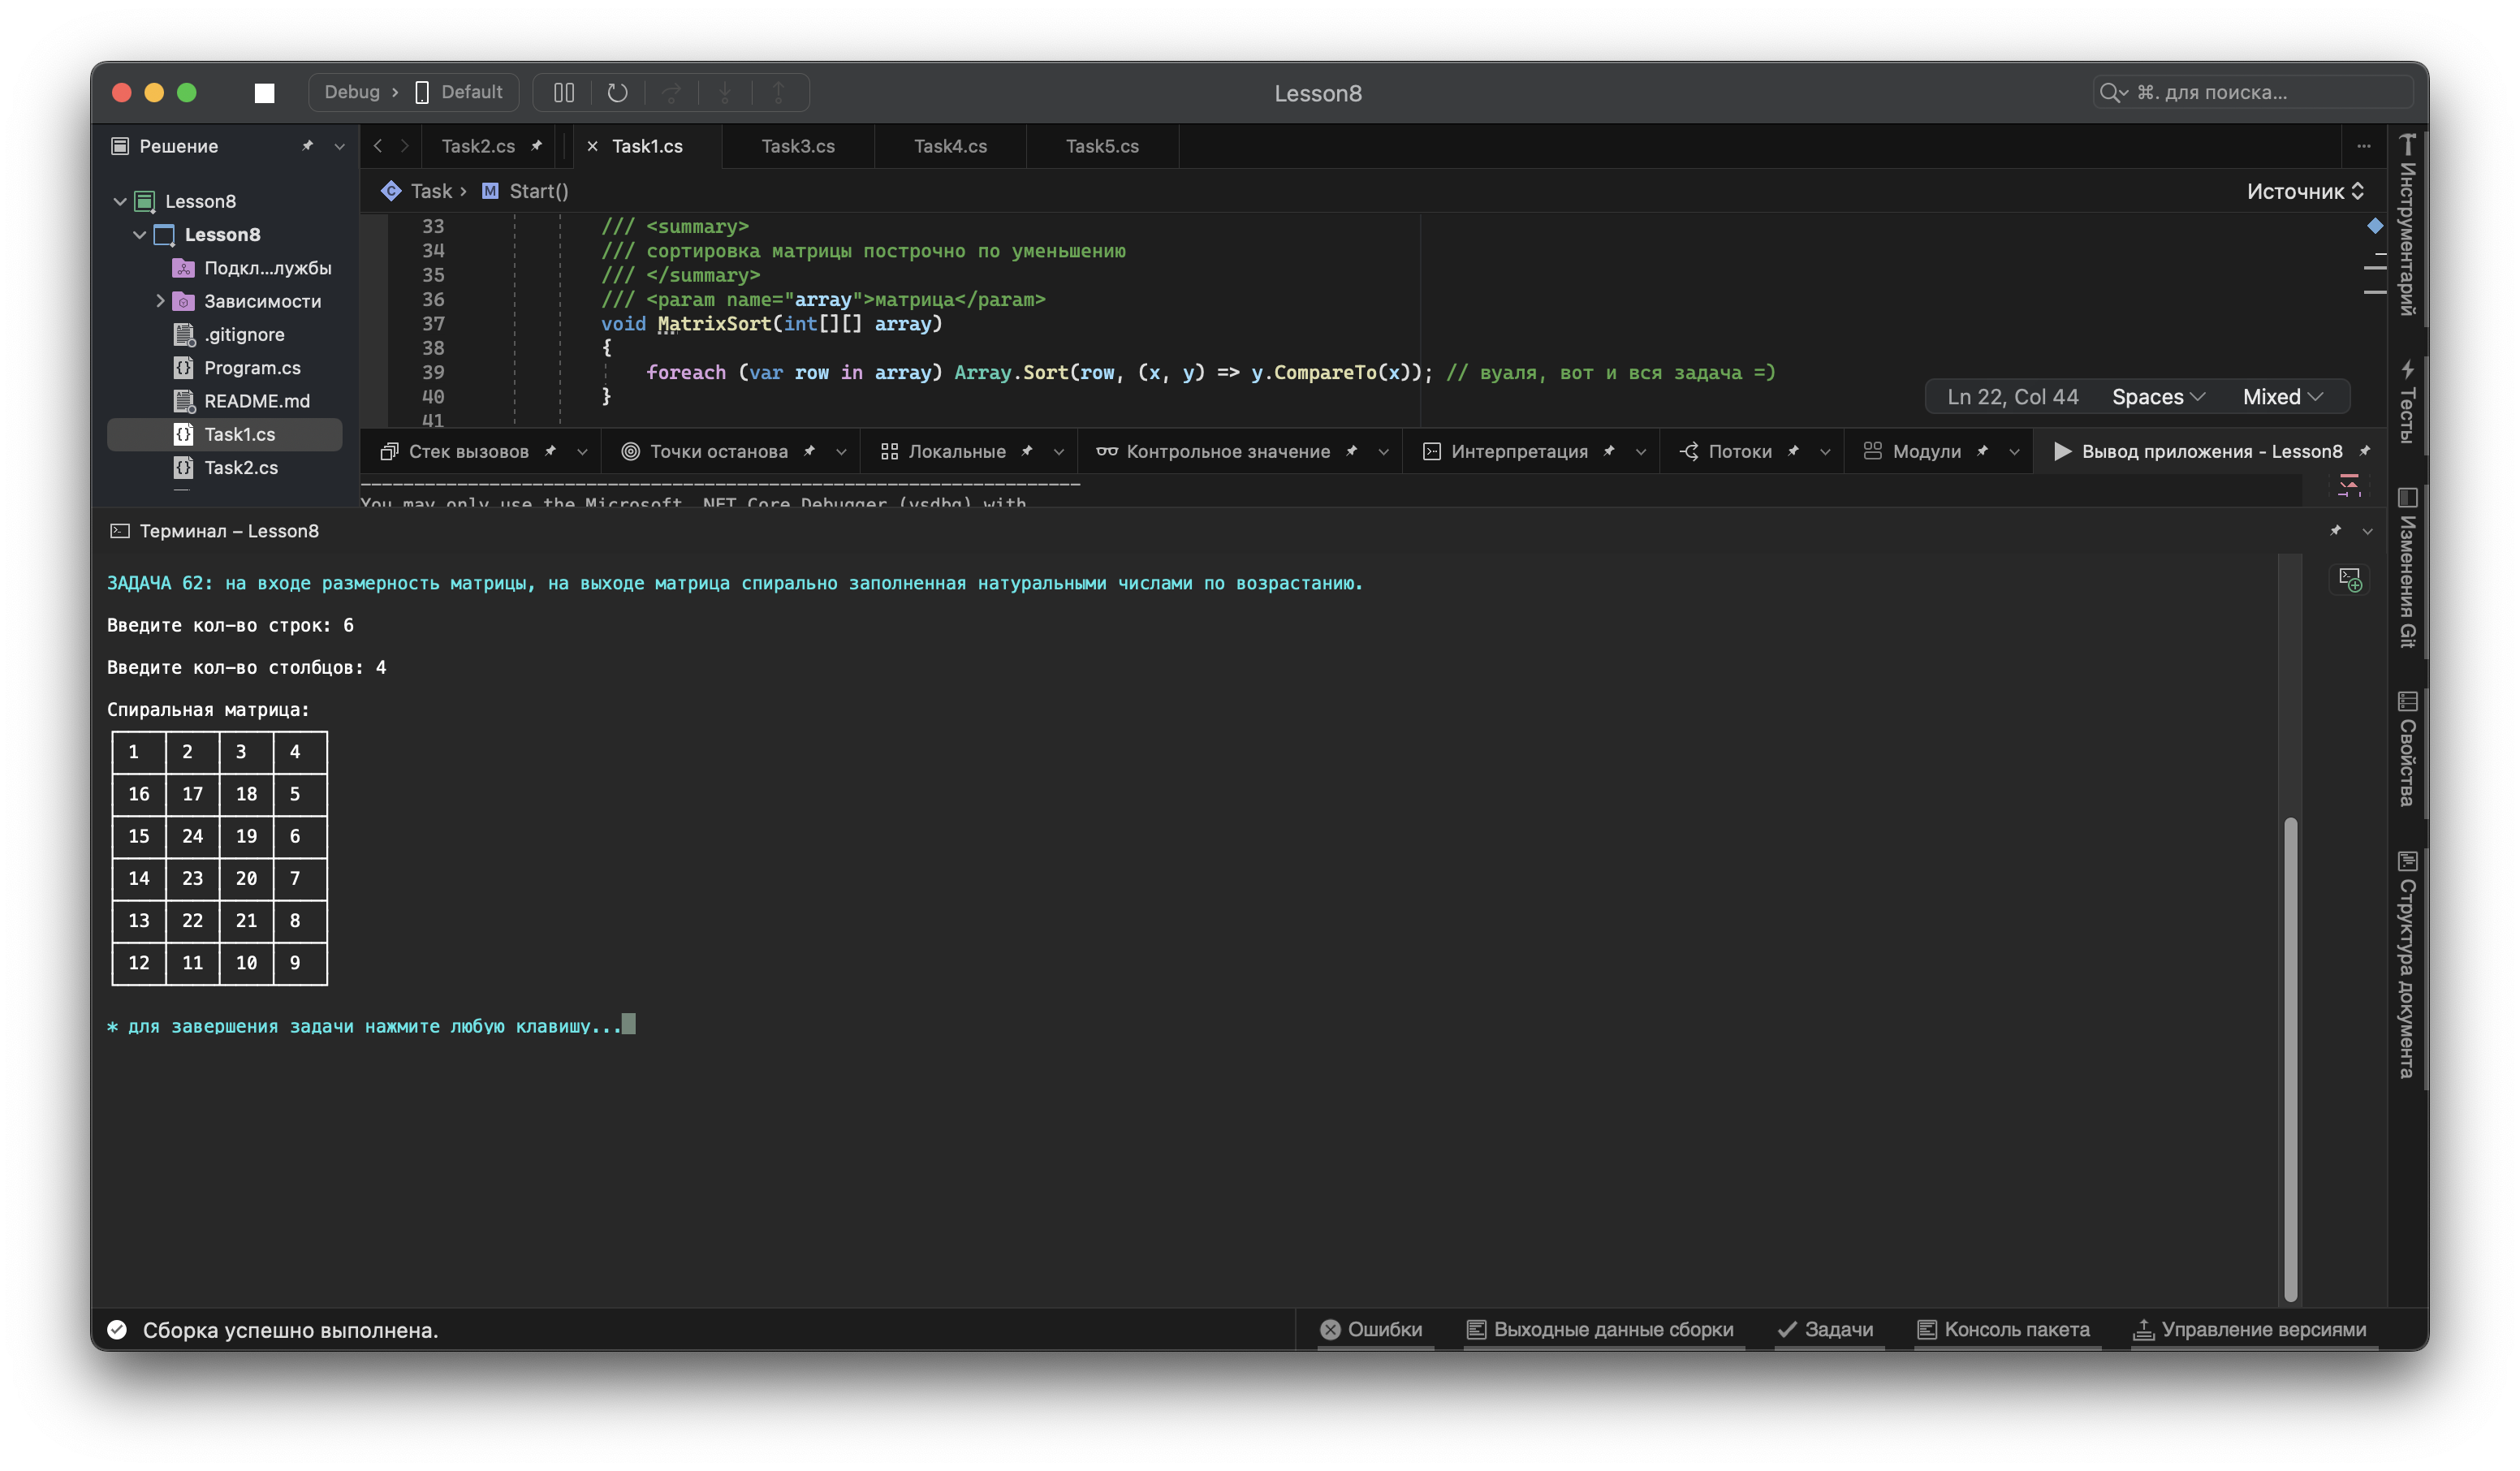 Debug › Default
Lesson8
⌘. для поиска...
Решение
Task2.cs
Task1.cs
Task3.cs
Task4.cs
Task5.cs
Task › M Start()
Источник
Lesson8
Lesson8
Подкл...лужбы
Зависимости
.gitignore
Program.cs
README.md
Task1.cs
Task2.cs
33 /// <summary>
34 /// сортировка матрицы построчно по уменьшению
35 /// </summary>
36 /// <param name="array">матрица</param>
37 void MatrixSort(int[][] array)
38 {
39 foreach (var row in array) Array.Sort(row, (x, y) => y.CompareTo(x)); // вуаля, вот и вся задача =)
40 }
41
Ln 22, Col 44 Spaces Mixed
Стек вызовов
Точки останова
Локальные
Контрольное значение
Интерпретация
Потоки
Модули
Вывод приложения - Lesson8
You may only use the Microsoft .NET Core Debugger (vsdbg) with
Терминал – Lesson8
ЗАДАЧА 62: на входе размерность матрицы, на выходе матрица спирально заполненная натуральными числами по возрастанию.
Введите кол-во строк: 6
Введите кол-во столбцов: 4
Спиральная матрица:
1 2 3 4
16 17 18 5
15 24 19 6
14 23 20 7
13 22 21 8
12 11 10 9
* для завершения задачи нажмите любую клавишу...
Инструментарий
Тесты
Изменения Git
Свойства
Структура документа
Сборка успешно выполнена.
Ошибки
Выходные данные сборки
Задачи
Консоль пакета
Управление версиями